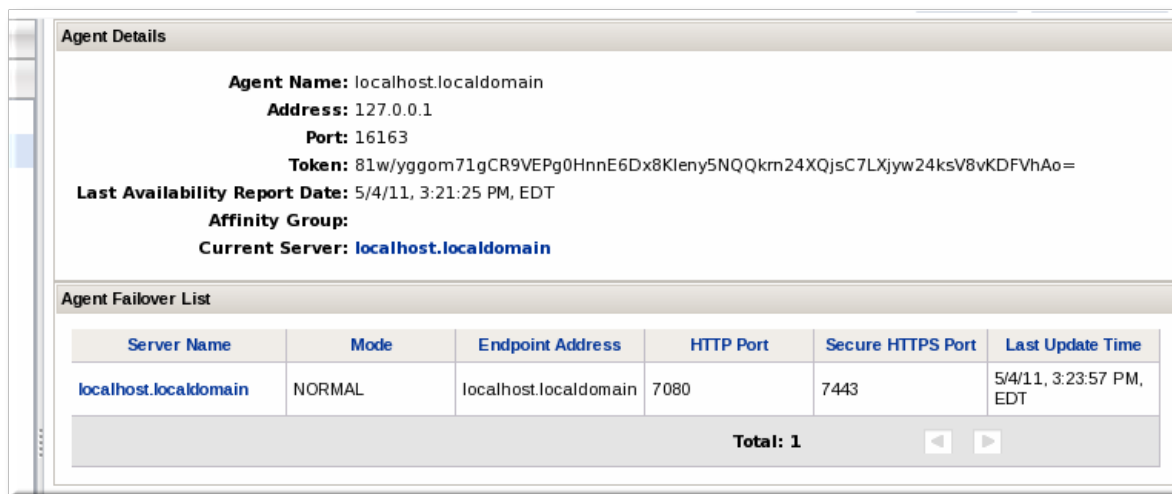 Agent Details
Agent Name: localhost.localdomain
Address: 127.0.0.1
Port: 16163
Token: 81w/yggom71gCR9VEPg0HnnE6Dx8KIeny5NQQkrn24XQjsC7LXjyw24ksV8vKDFVhAo=
Last Availability Report Date: 5/4/11, 3:21:25 PM, EDT
Affinity Group:
Current Server: localhost.localdomain
Agent Failover List
Server Name Mode Endpoint Address HTTP Port Secure HTTPS Port Last Update Time
localhost.localdomain NORMAL localhost.localdomain 7080 7443 5/4/11, 3:23:57 PM,
EDT
Total: 1